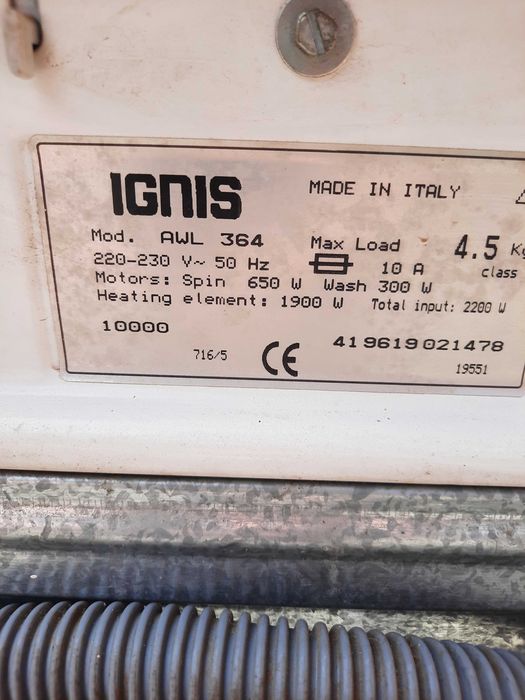 IGNIS MADE IN ITALY
Mod. AWL 364 Max Load 4.5 Kg
220-230 V~ 50 Hz 10 A class
Motors: Spin 650 W Wash 300 W
Heating element: 1900 W Total input: 2200 W
10000 716/5 CE 419619021478
19551